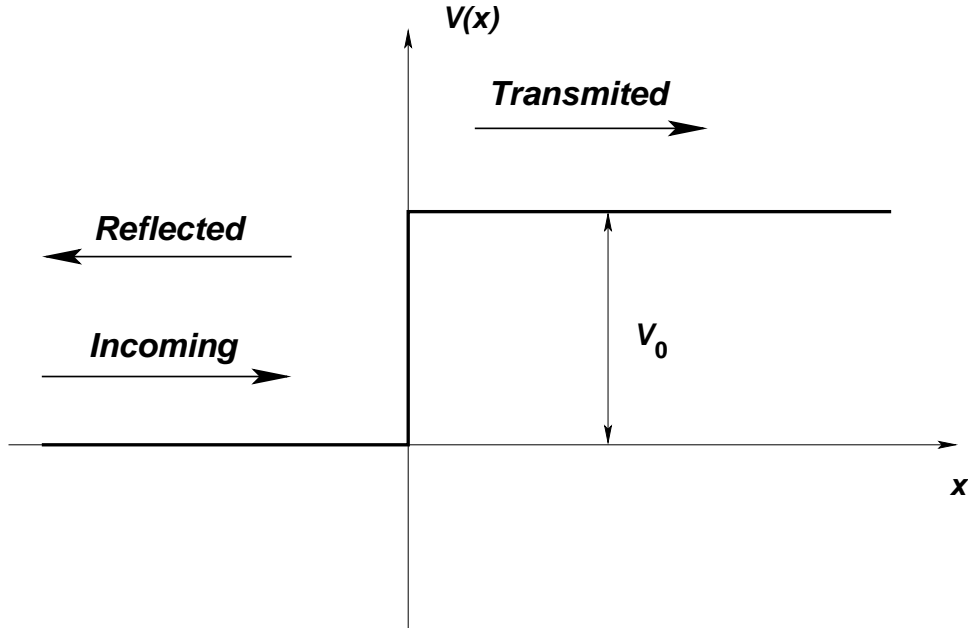 V(x)
Transmited
Reflected
Incoming
V0
x